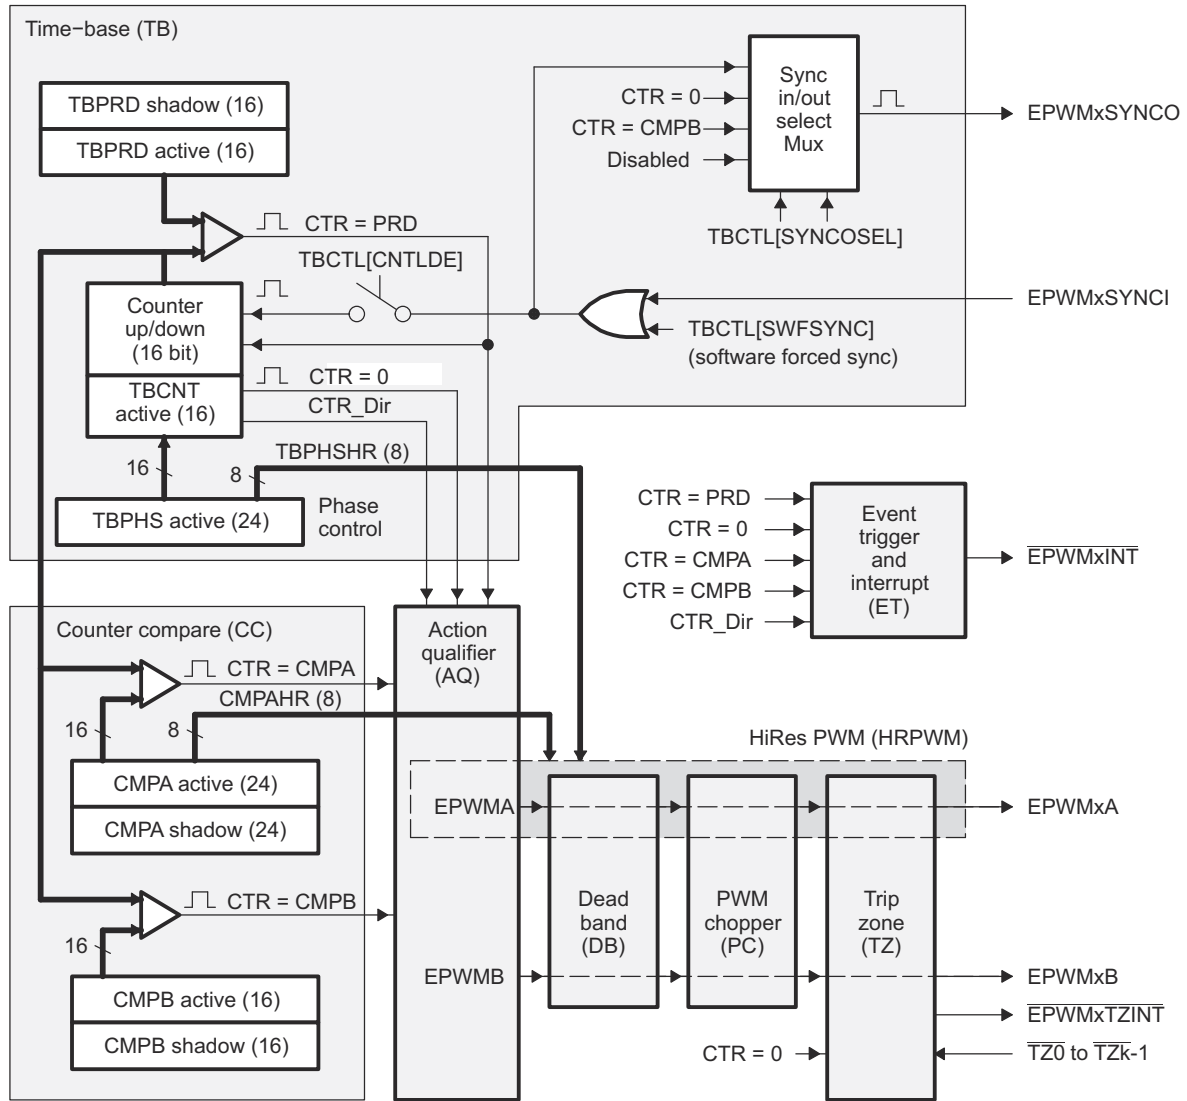 Time−base (TB)
TBPRD shadow (16)
TBPRD active (16)
CTR = PRD
TBCTL[CNTLDE]
Counter
up/down
(16 bit)
TBCNT
active (16)
CTR = 0
CTR_Dir
16
8
TBPHSHR (8)
TBPHS active (24)
Phase
control
CTR = 0
CTR = CMPB
Disabled
Sync
in/out
select
Mux
TBCTL[SYNCOSEL]
EPWMxSYNCO
EPWMxSYNCI
TBCTL[SWFSYNC]
(software forced sync)
CTR = PRD
CTR = 0
CTR = CMPA
CTR = CMPB
CTR_Dir
Event
trigger
and
interrupt
(ET)
EPWMxINT
Counter compare (CC)
CTR = CMPA
CMPAHR (8)
16
8
CMPA active (24)
CMPA shadow (24)
CTR = CMPB
16
CMPB active (16)
CMPB shadow (16)
Action
qualifier
(AQ)
EPWMA
EPWMB
HiRes PWM (HRPWM)
Dead
band
(DB)
PWM
chopper
(PC)
Trip
zone
(TZ)
CTR = 0
EPWMxA
EPWMxB
EPWMxTZINT
TZ0 to TZk-1